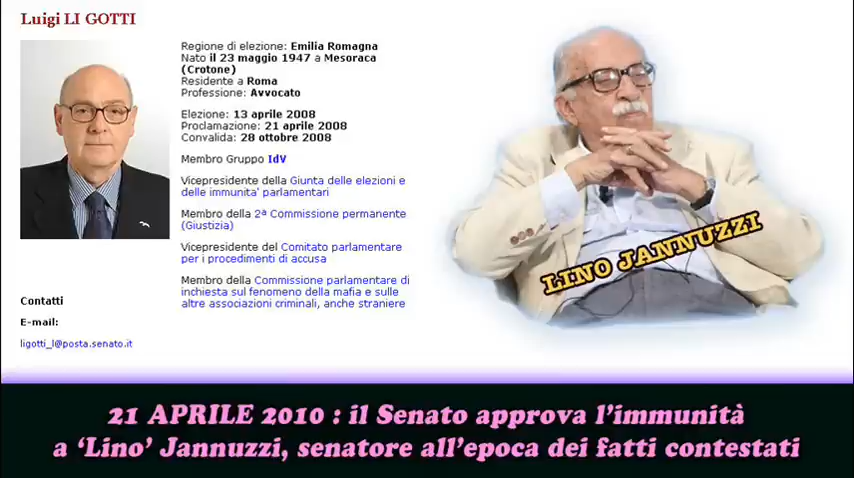 Luigi LI GOTTI
Regione di elezione: Emilia Romagna
Nato il 23 maggio 1947 a Mesoraca
(Crotone)
Residente a Roma
Professione: Avvocato
Elezione: 13 aprile 2008
Proclamazione: 21 aprile 2008
Convalida: 28 ottobre 2008
Membro Gruppo IdV
Vicepresidente della Giunta delle elezioni e
delle immunita' parlamentari
Membro della 2ª Commissione permanente
(Giustizia)
Vicepresidente del Comitato parlamentare
per i procedimenti di accusa
Membro della Commissione parlamentare di
inchiesta sul fenomeno della mafia e sulle
altre associazioni criminali, anche straniere
Contatti
E-mail:
ligotti_l@posta.senato.it
LINO JANNUZZI
21 APRILE 2010 : il Senato approva l'immunità
a ‘Lino’ Jannuzzi, senatore all'epoca dei fatti contestati